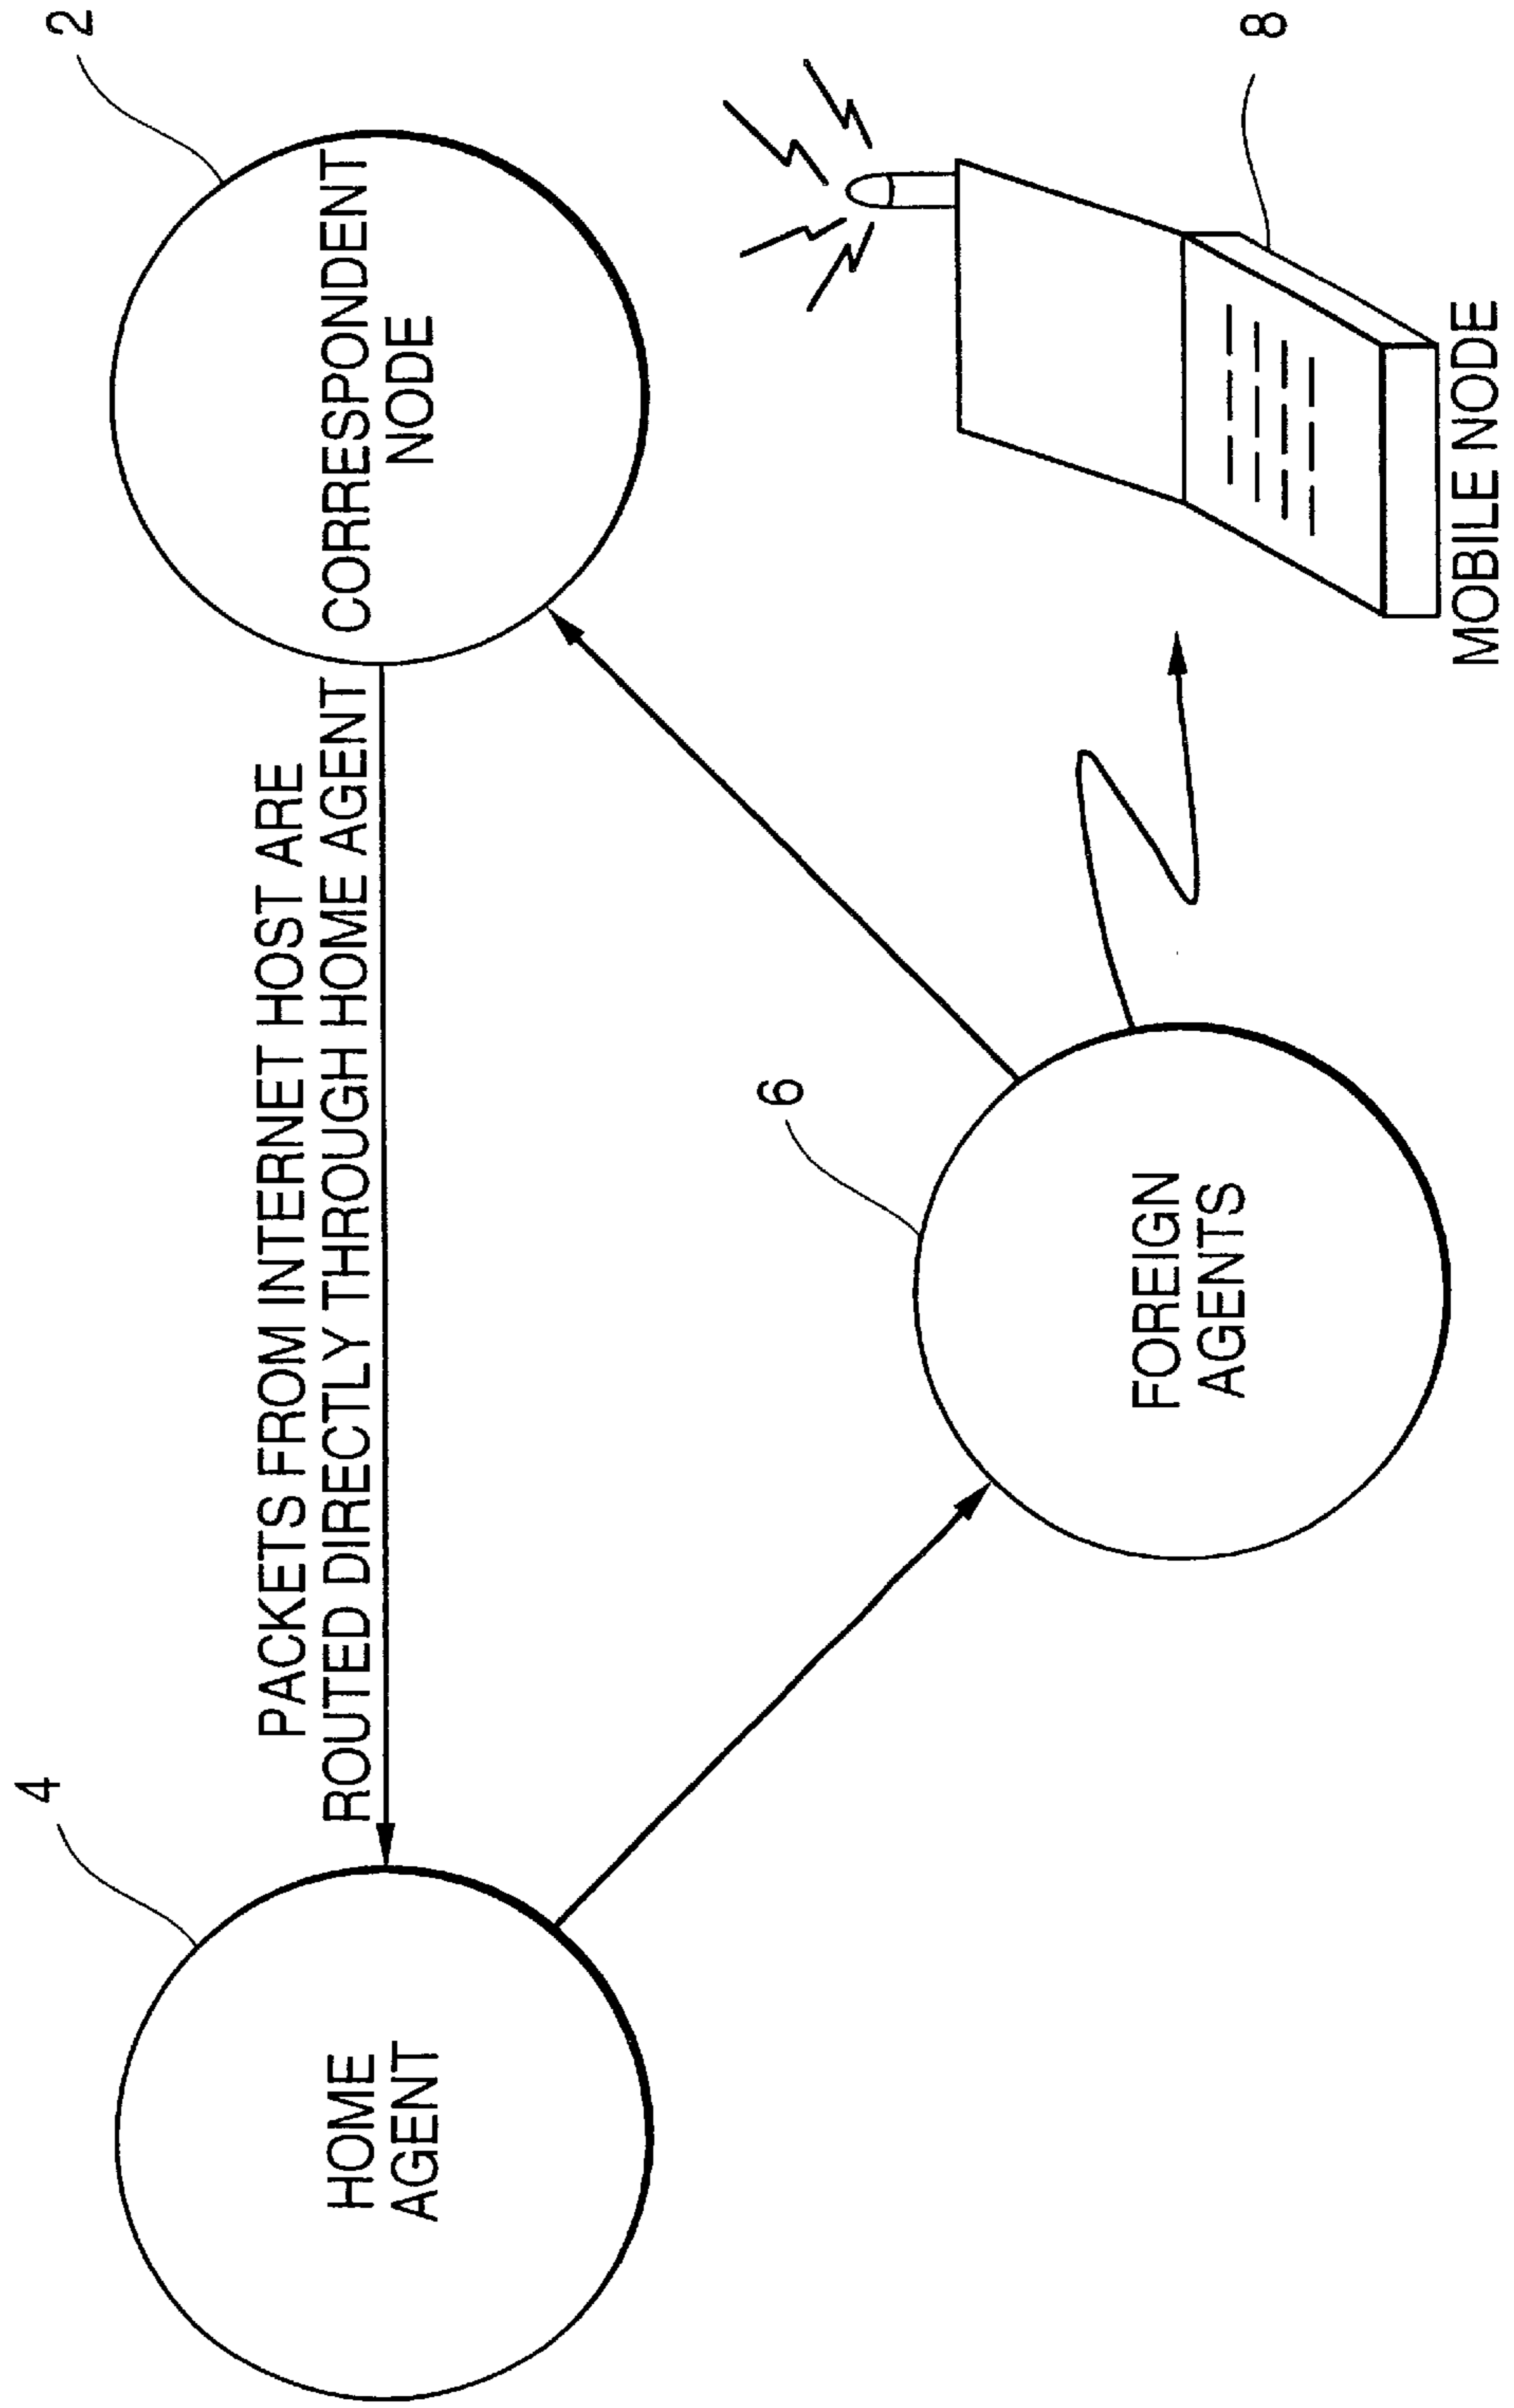 4
2
PACKETS FROM INTERNET HOST ARE
ROUTED DIRECTLY THROUGH HOME AGENT
HOME
AGENT
CORRESPONDENT
NODE
6
FOREIGN
AGENTS
8
MOBILE NODE